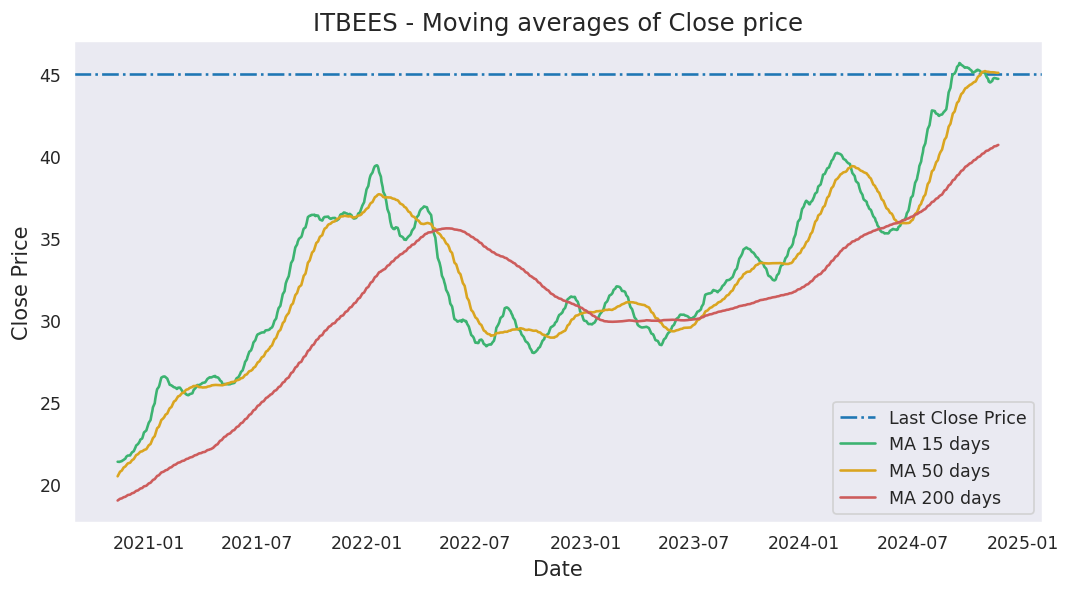 ITBEES - Moving averages of Close price
Close Price
45
40
35
30
25
20
Last Close Price
MA 15 days
MA 50 days
MA 200 days
2021-01 2021-07 2022-01 2022-07 2023-01 2023-07 2024-01 2024-07 2025-01
Date